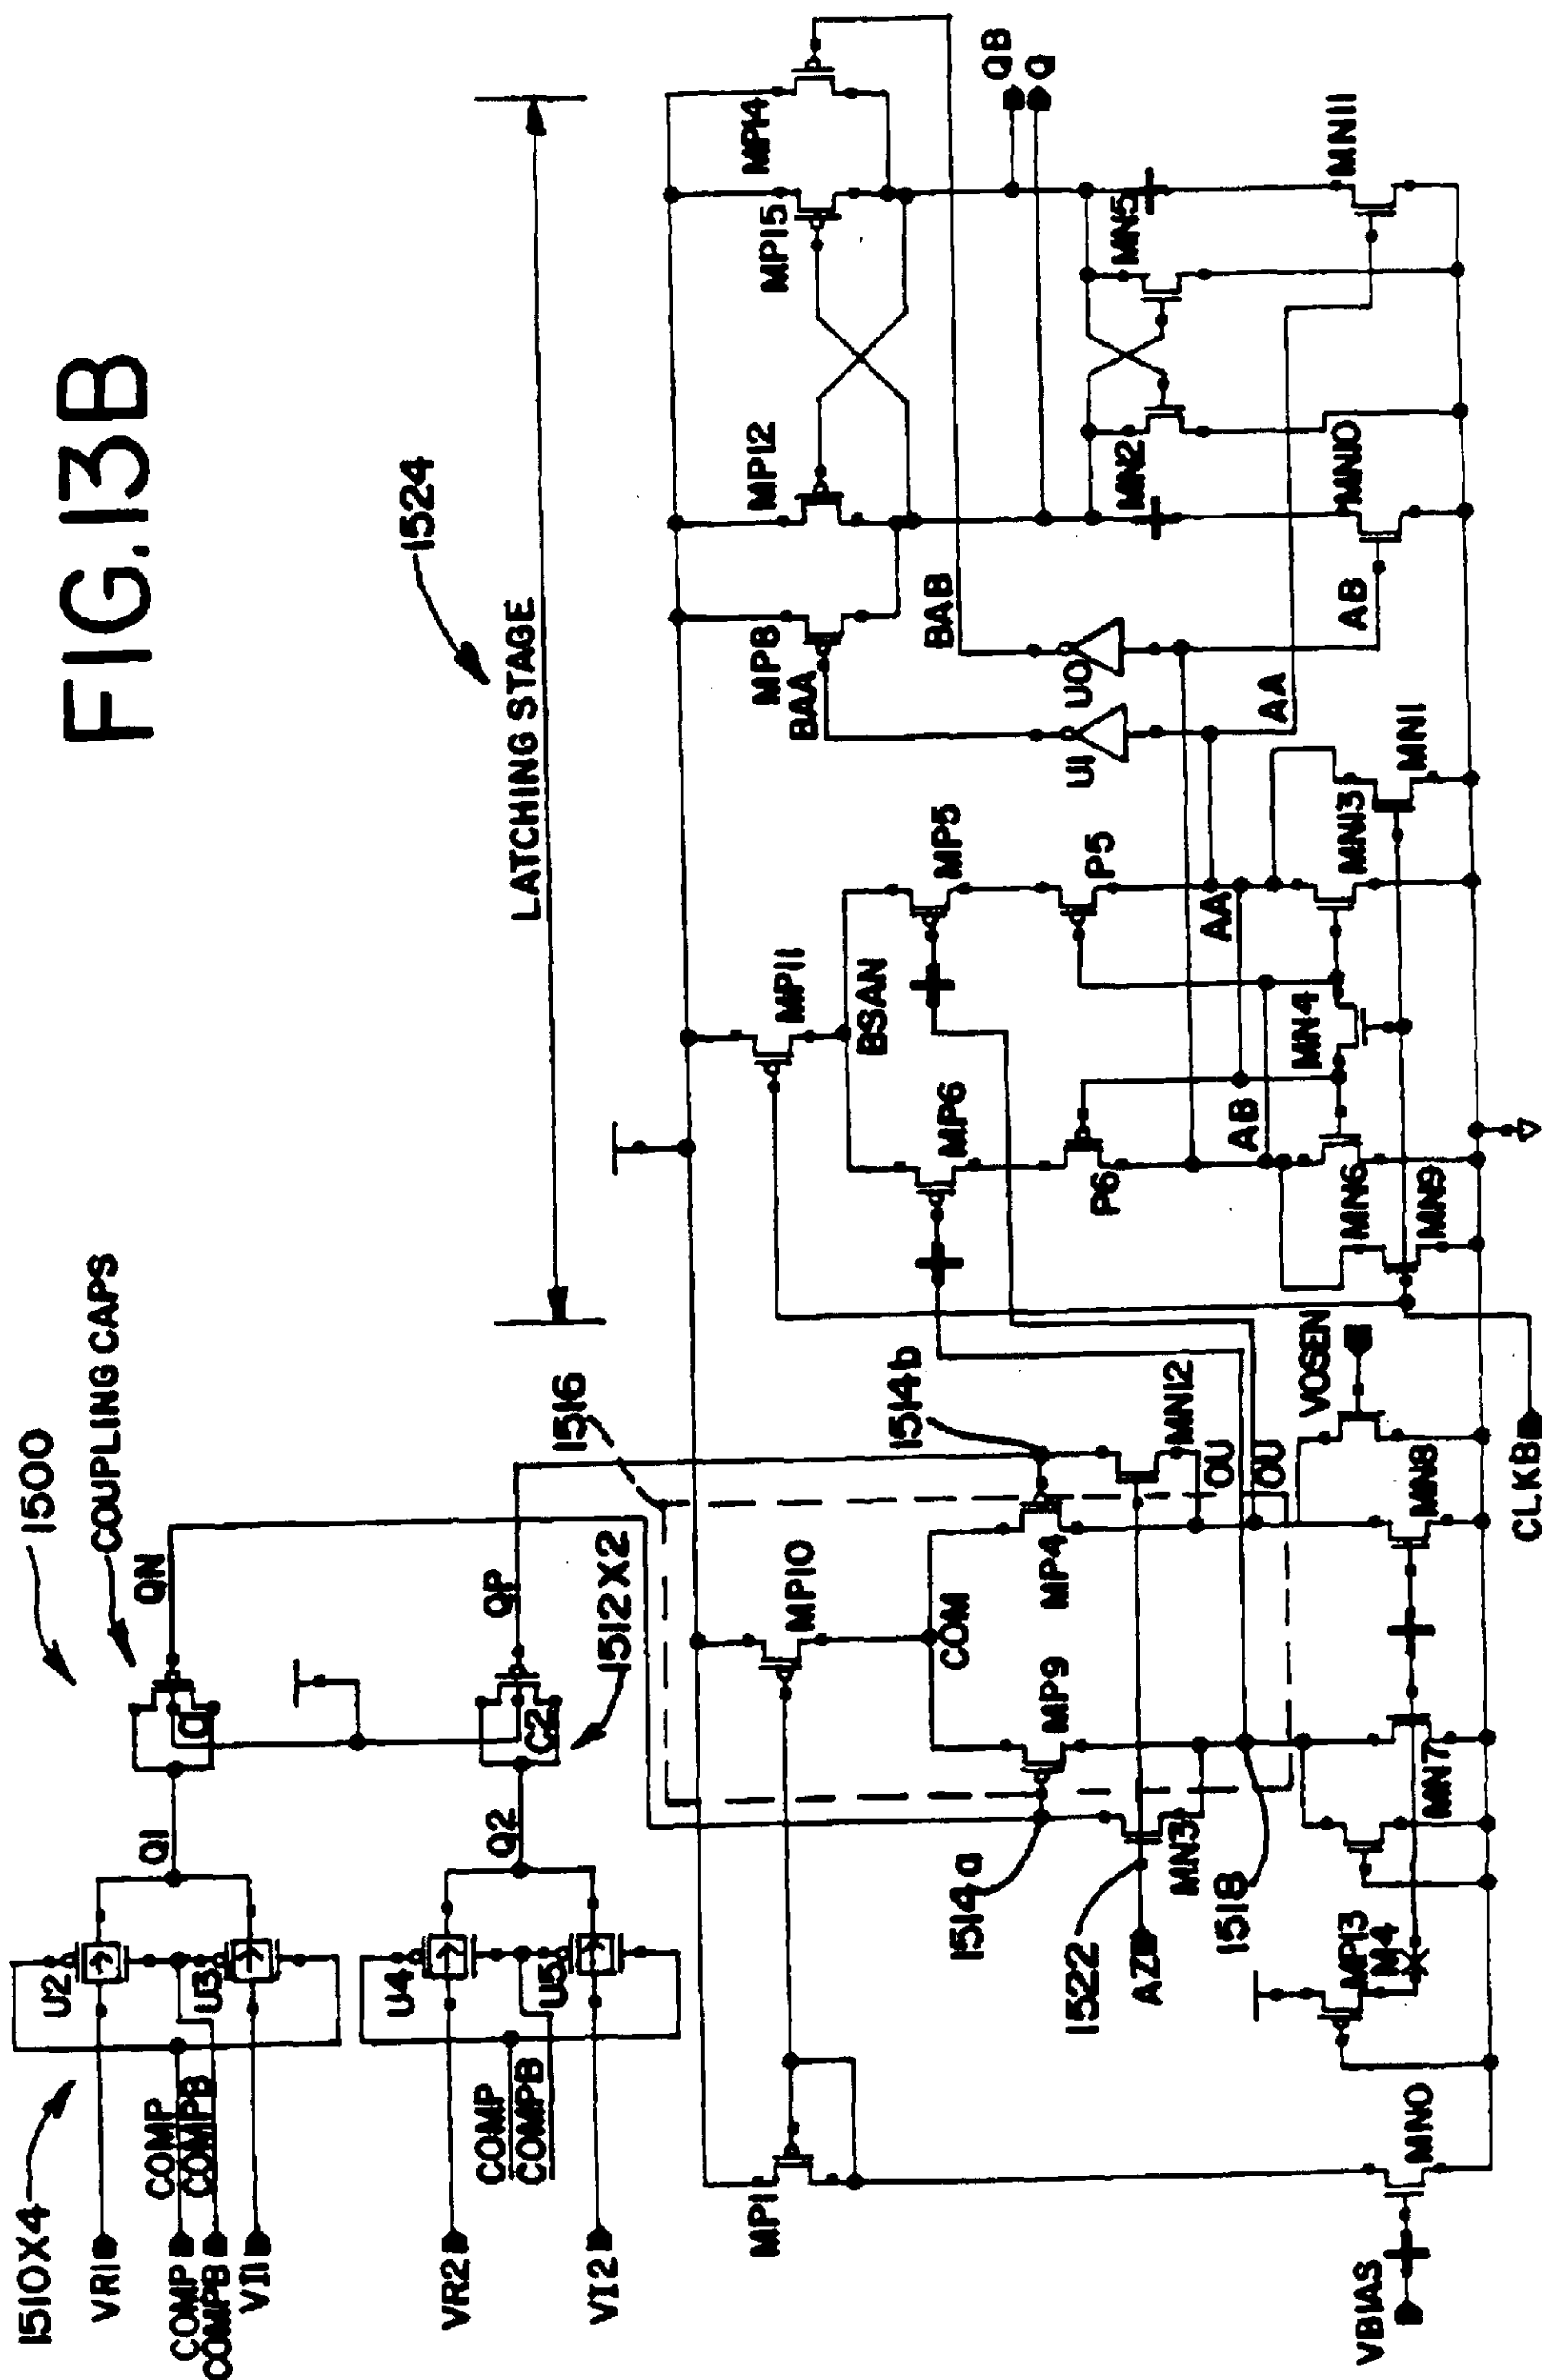 FIG.13B
1500
COUPLING CAPS
1524
LATCHING STAGE
1510X4
VR1
U2
Q1
QN
C1
COMP
COMPB
COMP
COMPB
U3
VI1
VR2
U4
Q2
QP
C2
1512X2
COMP
COMPB
U5
VI2
1516
MP1
MP10
MP11
MP8
MP12
MP15
MP14
COM
BSAN
BAA
BAB
MP9
MP4
1514a
1514b
MP6
MP5
QB
Q
1522
AZ
MN3
MN12
P6
P5
U1
U0
OU
OU
1518
AB
AA
AA
AB
MN2
MN5
MP13
M4
MN7
MN8
VOSEN
MN6
MN9
MN4
MN13
MN1
MN10
MN11
VBIAS
MN0
CLKB